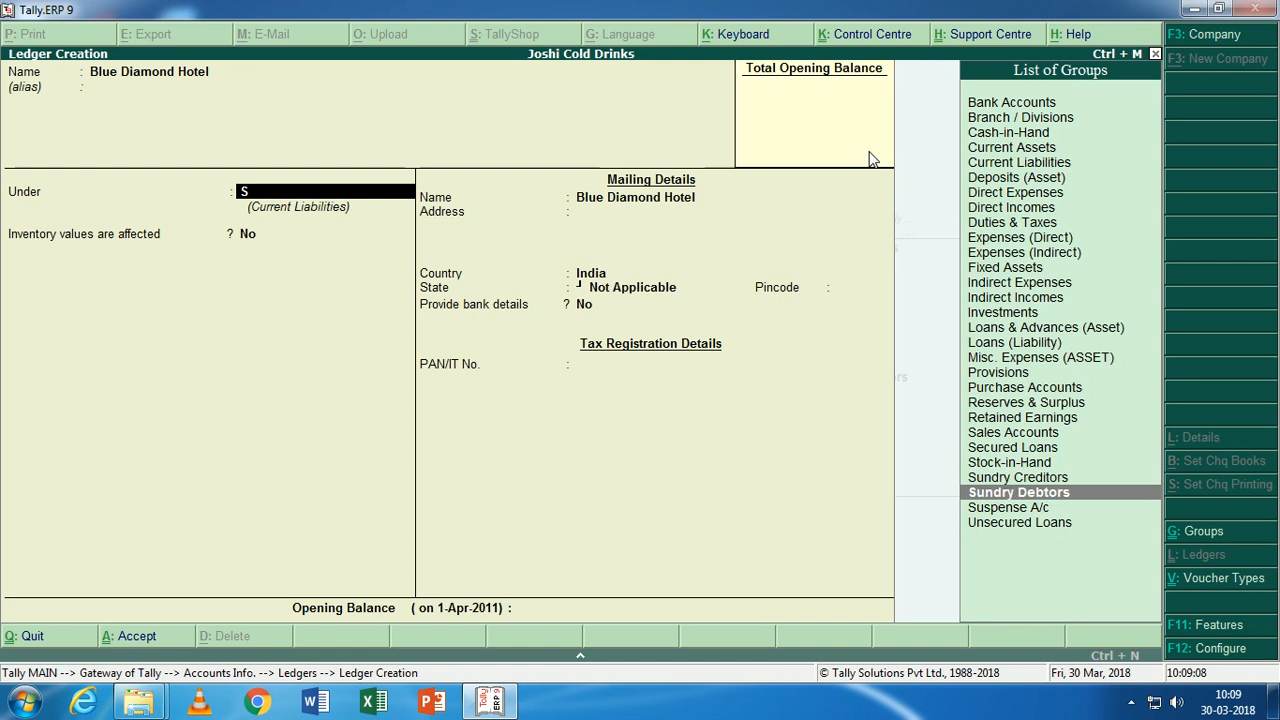 Tally.ERP 9
P: Print
E: Export
M: E-Mail
O: Upload
S: TallyShop
G: Language
K: Keyboard
K: Control Centre
H: Support Centre
H: Help
F3: Company
F3: New Company
Ledger Creation
Joshi Cold Drinks
Ctrl + M
Name : Blue Diamond Hotel
(alias) :
Total Opening Balance
Under : S
(Current Liabilities)
Inventory values are affected ? No
Mailing Details
Name : Blue Diamond Hotel
Address :
Country : India
State : Not Applicable
Pincode :
Provide bank details ? No
Tax Registration Details
PAN/IT No. :
Opening Balance ( on 1-Apr-2011) :
List of Groups
Bank Accounts
Branch / Divisions
Cash-in-Hand
Current Assets
Current Liabilities
Deposits (Asset)
Direct Expenses
Direct Incomes
Duties & Taxes
Expenses (Direct)
Expenses (Indirect)
Fixed Assets
Indirect Expenses
Indirect Incomes
Investments
Loans & Advances (Asset)
Loans (Liability)
Misc. Expenses (ASSET)
Provisions
Purchase Accounts
Reserves & Surplus
Retained Earnings
Sales Accounts
Secured Loans
Stock-in-Hand
Sundry Creditors
Sundry Debtors
Suspense A/c
Unsecured Loans
L: Details
B: Set Chq Books
S: Set Chq Printing
G: Groups
L: Ledgers
V: Voucher Types
F11: Features
F12: Configure
Q: Quit
A: Accept
D: Delete
Ctrl + N
Tally MAIN --> Gateway of Tally --> Accounts Info. --> Ledgers --> Ledger Creation
© Tally Solutions Pvt Ltd., 1988-2018
Fri, 30 Mar, 2018
10:09:08
10:09
30-03-2018